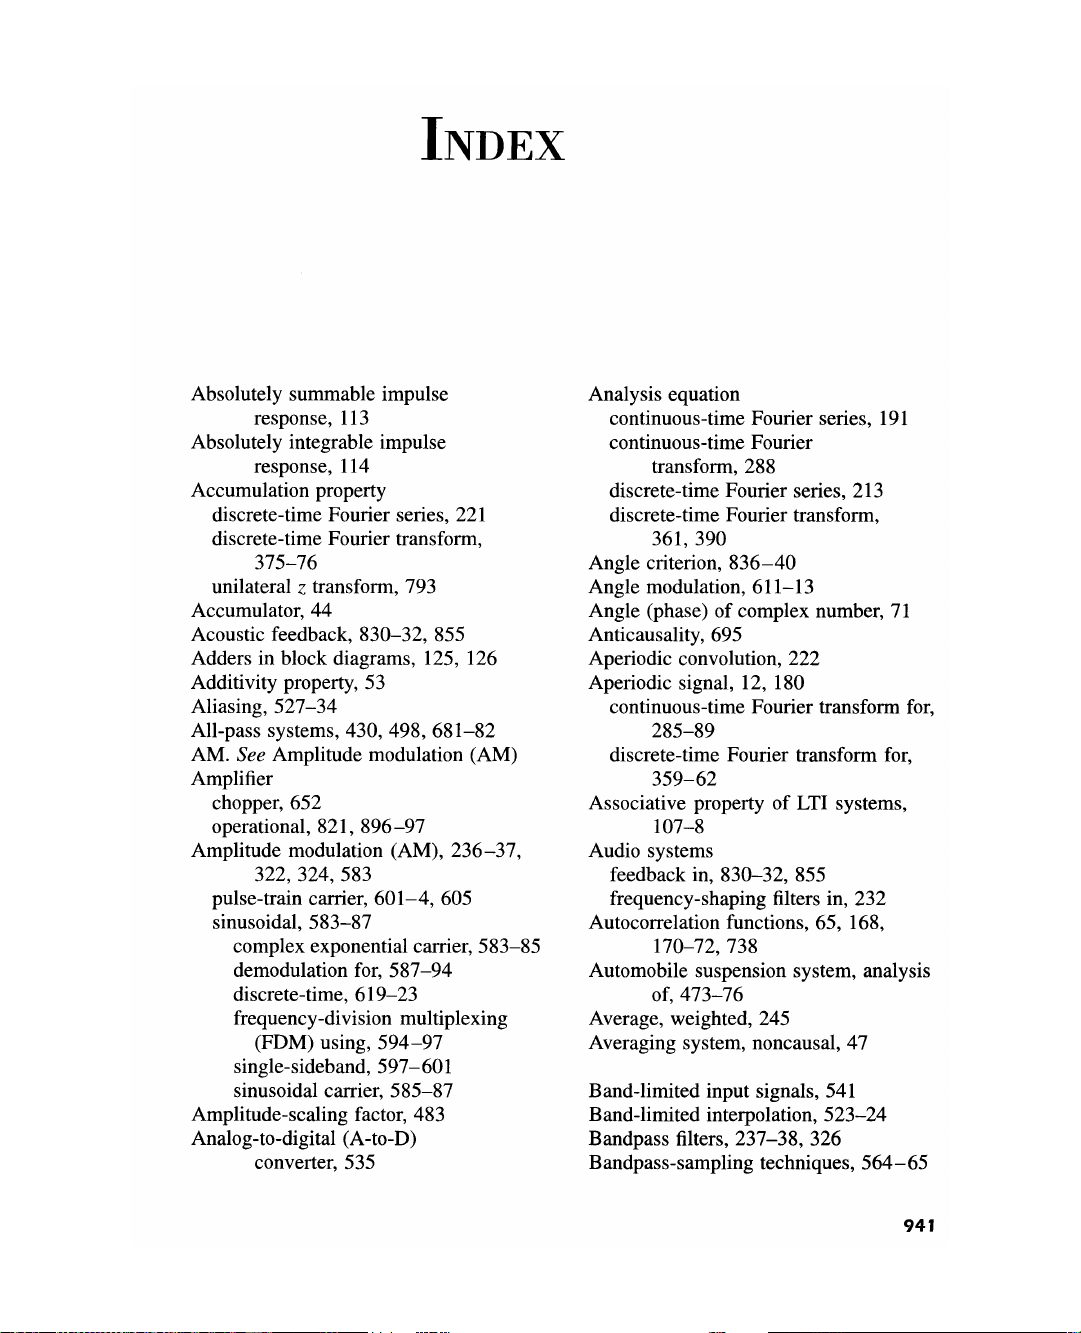 INDEX
Absolutely summable impulse
response, 113
Absolutely integrable impulse
response, 114
Accumulation property
discrete-time Fourier series, 221
discrete-time Fourier transform,
375–76
unilateral z transform, 793
Accumulator, 44
Acoustic feedback, 830–32, 855
Adders in block diagrams, 125, 126
Additivity property, 53
Aliasing, 527–34
All-pass systems, 430, 498, 681–82
AM. See Amplitude modulation (AM)
Amplifier
chopper, 652
operational, 821, 896–97
Amplitude modulation (AM), 236–37,
322, 324, 583
pulse-train carrier, 601–4, 605
sinusoidal, 583–87
complex exponential carrier, 583–85
demodulation for, 587–94
discrete-time, 619–23
frequency-division multiplexing
(FDM) using, 594–97
single-sideband, 597–601
sinusoidal carrier, 585–87
Amplitude-scaling factor, 483
Analog-to-digital (A-to-D)
converter, 535
Analysis equation
continuous-time Fourier series, 191
continuous-time Fourier
transform, 288
discrete-time Fourier series, 213
discrete-time Fourier transform,
361, 390
Angle criterion, 836–40
Angle modulation, 611–13
Angle (phase) of complex number, 71
Anticausality, 695
Aperiodic convolution, 222
Aperiodic signal, 12, 180
continuous-time Fourier transform for,
285–89
discrete-time Fourier transform for,
359–62
Associative property of LTI systems,
107–8
Audio systems
feedback in, 830–32, 855
frequency-shaping filters in, 232
Autocorrelation functions, 65, 168,
170–72, 738
Automobile suspension system, analysis
of, 473–76
Average, weighted, 245
Averaging system, noncausal, 47
Band-limited input signals, 541
Band-limited interpolation, 523–24
Bandpass filters, 237–38, 326
Bandpass-sampling techniques, 564–65
941